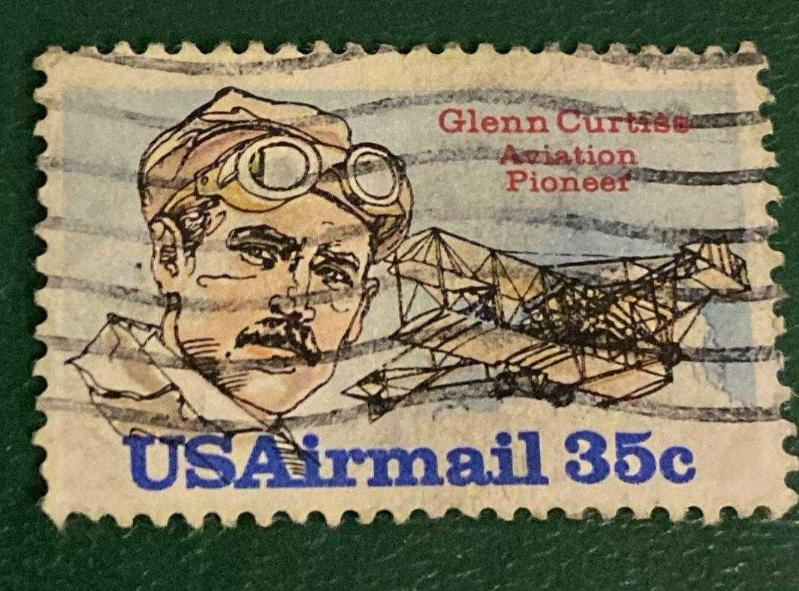 Glenn Curtiss
Aviation
Pioneer
USAirmail 35c